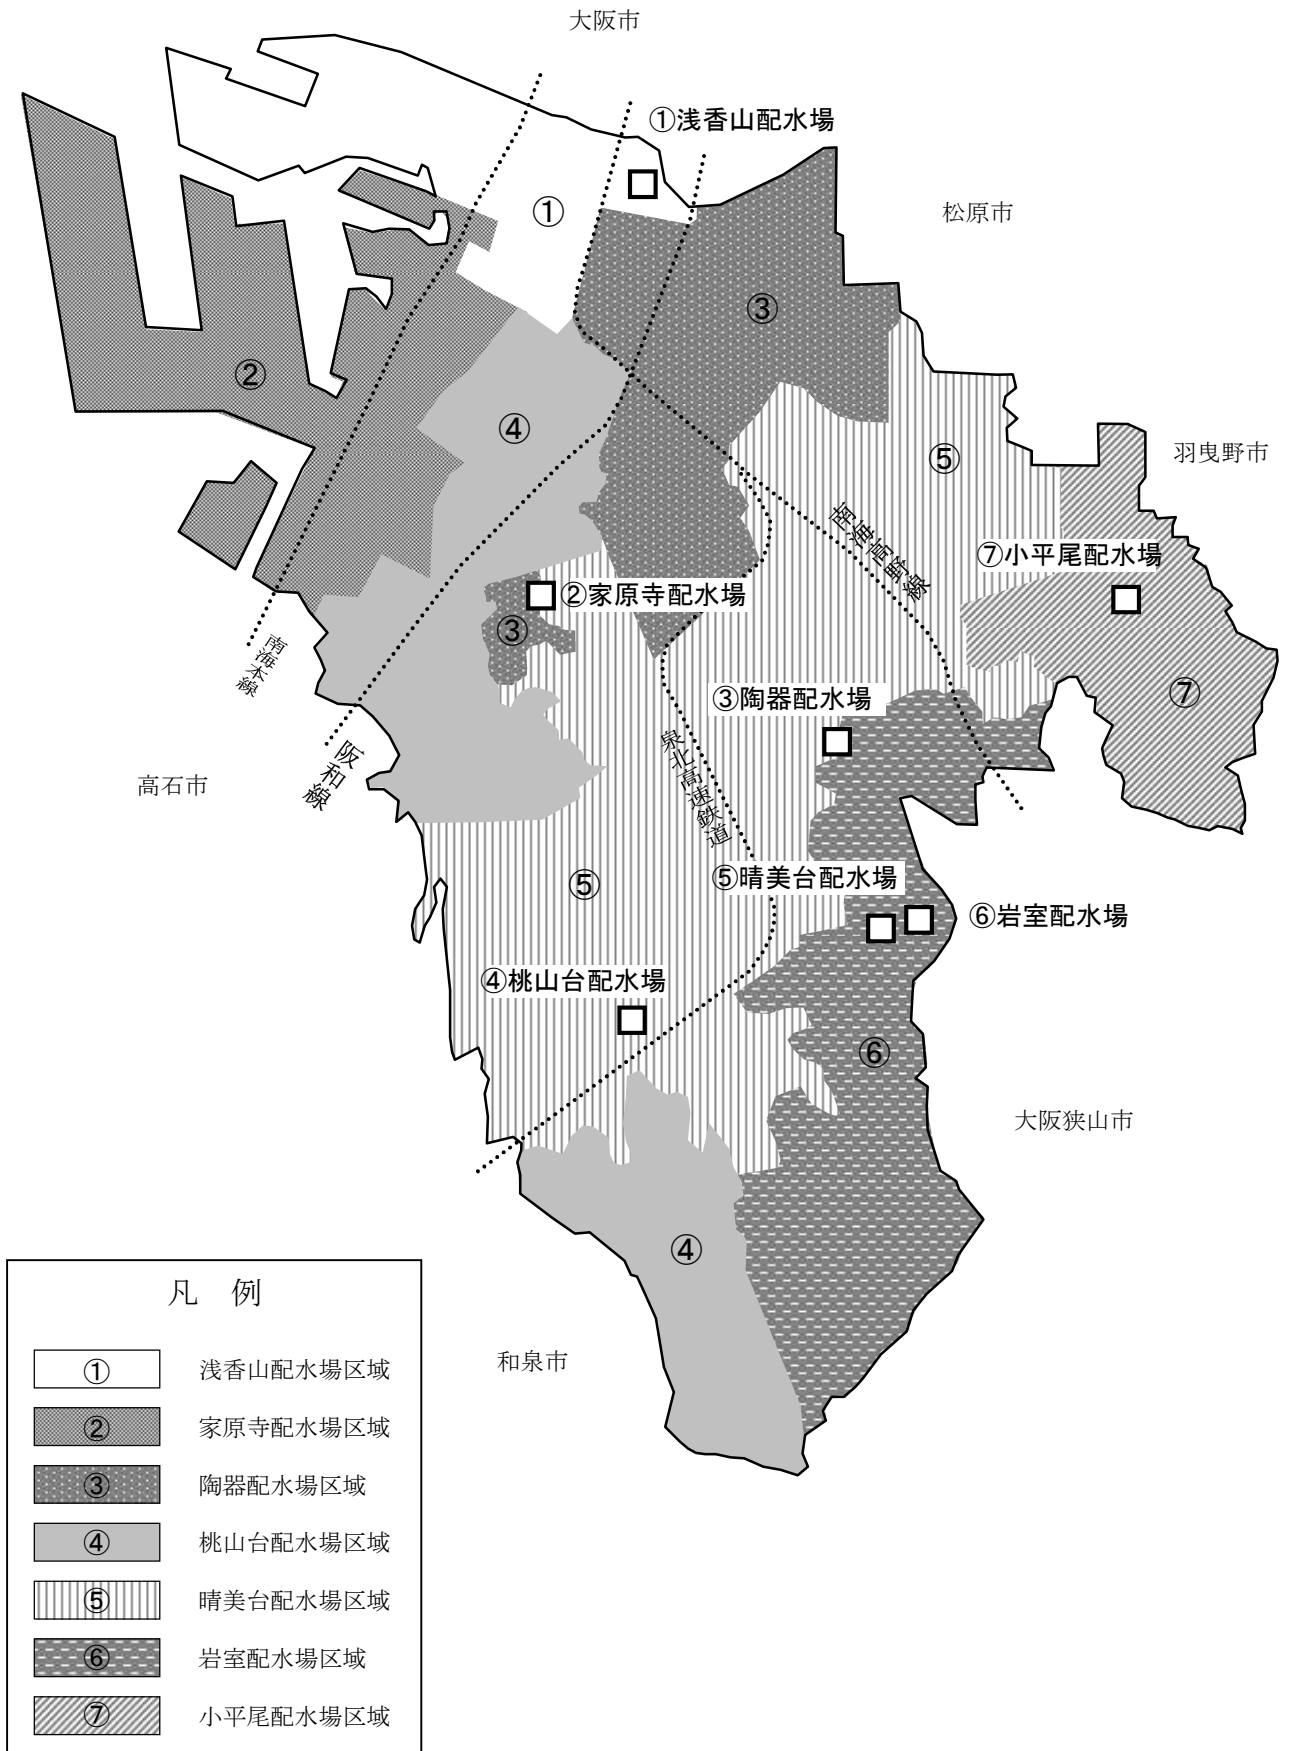 大阪市
①浅香山配水場
①
松原市
③
②
④
⑤
羽曳野市
南海高野線
⑦小平尾配水場
②家原寺配水場
③
南海本線
⑦
③陶器配水場
阪和線
泉北高速鉄道
高石市
⑤
⑤晴美台配水場
⑥岩室配水場
④桃山台配水場
⑥
大阪狭山市
④
和泉市
凡 例
① 浅香山配水場区域
② 家原寺配水場区域
③ 陶器配水場区域
④ 桃山台配水場区域
⑤ 晴美台配水場区域
⑥ 岩室配水場区域
⑦ 小平尾配水場区域